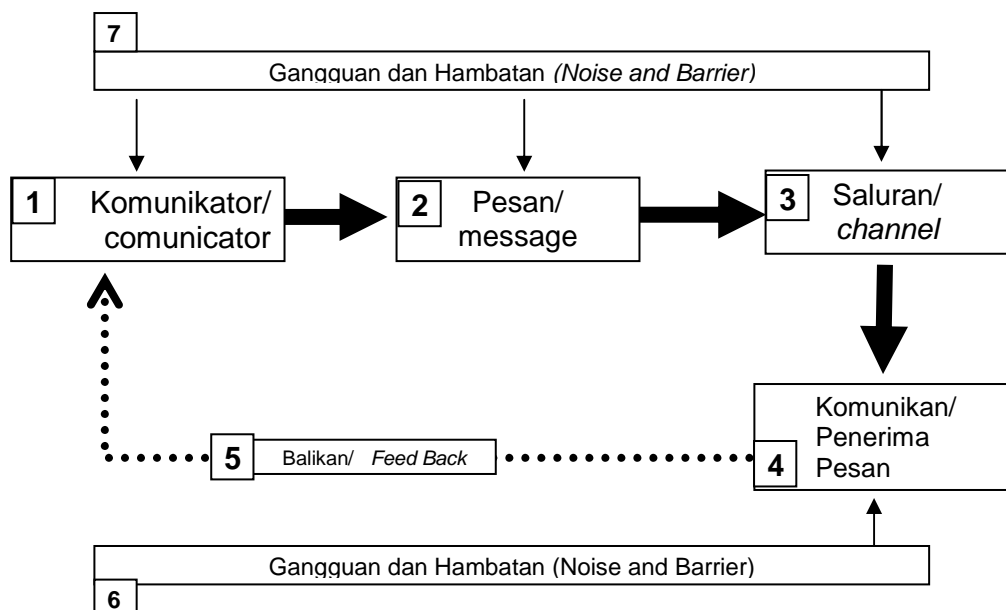 7
Gangguan dan Hambatan (Noise and Barrier)
1
Komunikator/
comunicator
2
Pesan/
message
3
Saluran/
channel
Komunikan/
Penerima
Pesan
4
5
Balikan/ Feed Back
Gangguan dan Hambatan (Noise and Barrier)
6